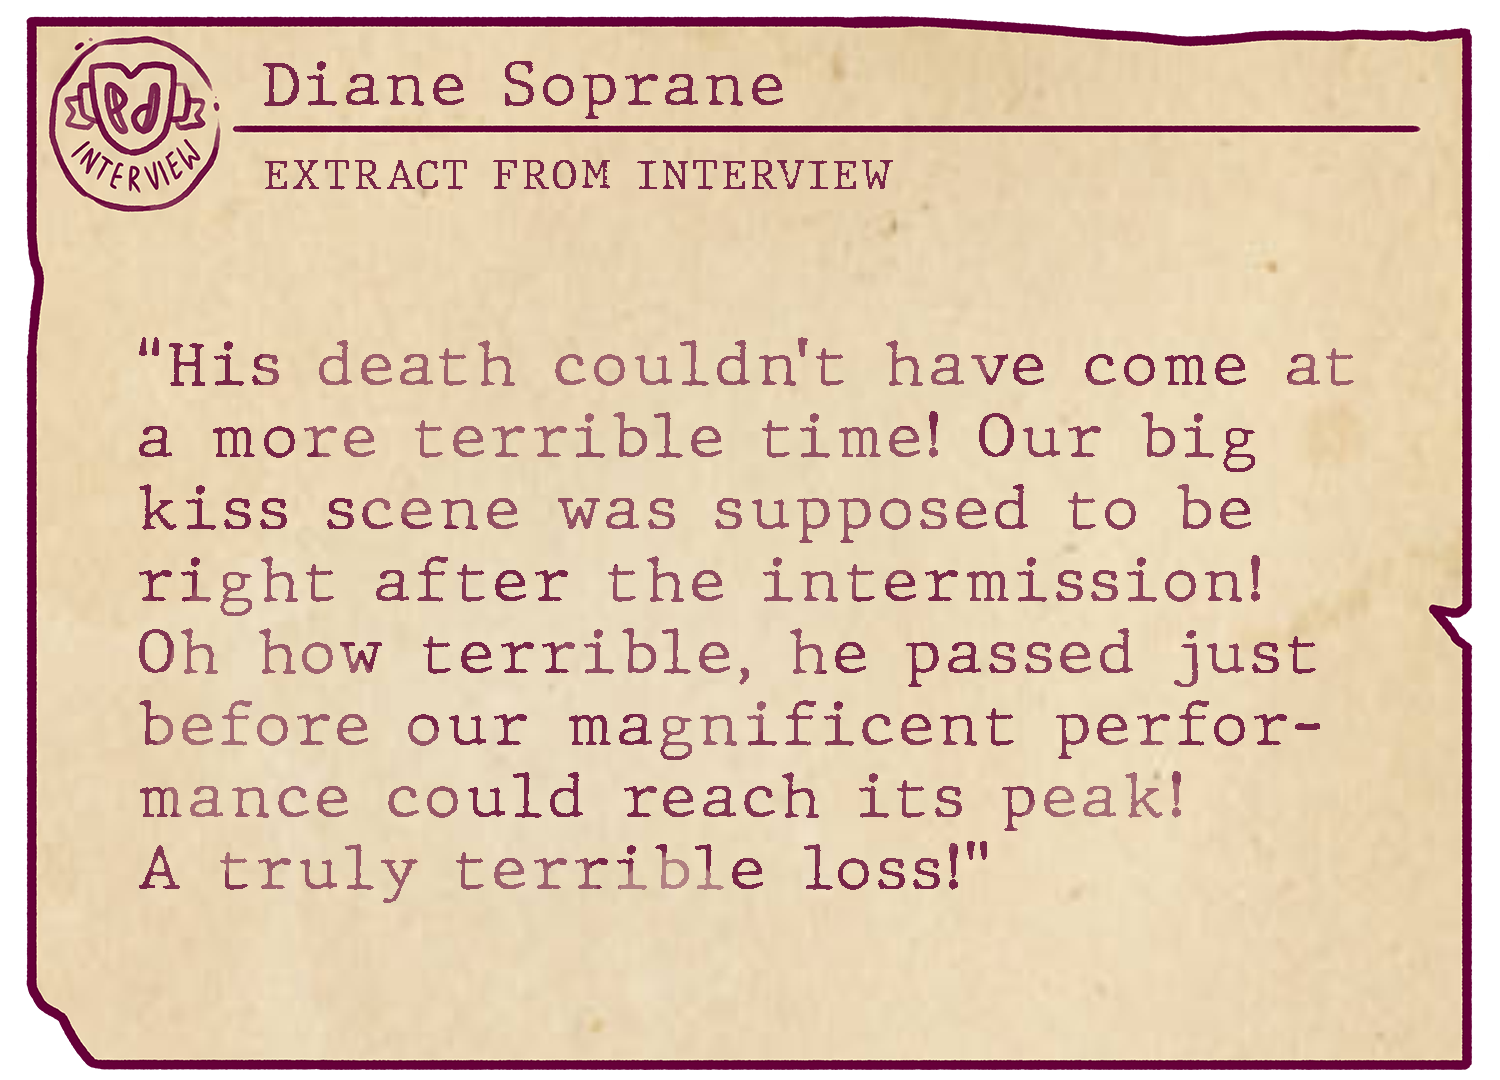 Pd
INTERVIEW
Diane Soprane
EXTRACT FROM INTERVIEW
"His death couldn't have come at
a more terrible time! Our big
kiss scene was supposed to be
right after the intermission!
Oh how terrible, he passed just
before our magnificent perfor-
mance could reach its peak!
A truly terrible loss!"